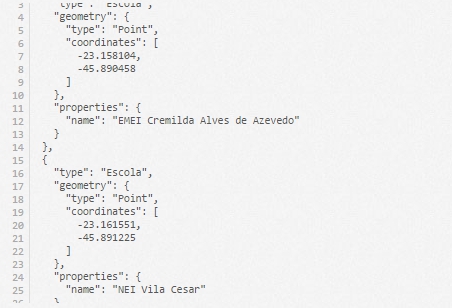 3 "type": "Escola",
4 "geometry": {
5 "type": "Point",
6 "coordinates": [
7 -23.158104,
8 -45.890458
9 ]
10 },
11 "properties": {
12 "name": "EMEI Cremilda Alves de Azevedo"
13 }
14 },
15 {
16 "type": "Escola",
17 "geometry": {
18 "type": "Point",
19 "coordinates": [
20 -23.161551,
21 -45.891225
22 ]
23 },
24 "properties": {
25 "name": "NEI Vila Cesar"
26 }